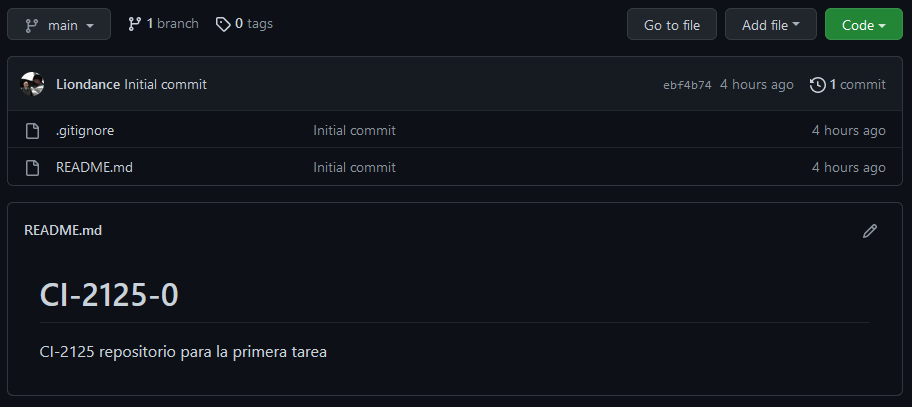 main 1 branch 0 tags Go to file Add file Code
Liondance Initial commit ebf4b74 4 hours ago 1 commit
.gitignore Initial commit 4 hours ago
README.md Initial commit 4 hours ago
README.md
CI-2125-0
CI-2125 repositorio para la primera tarea